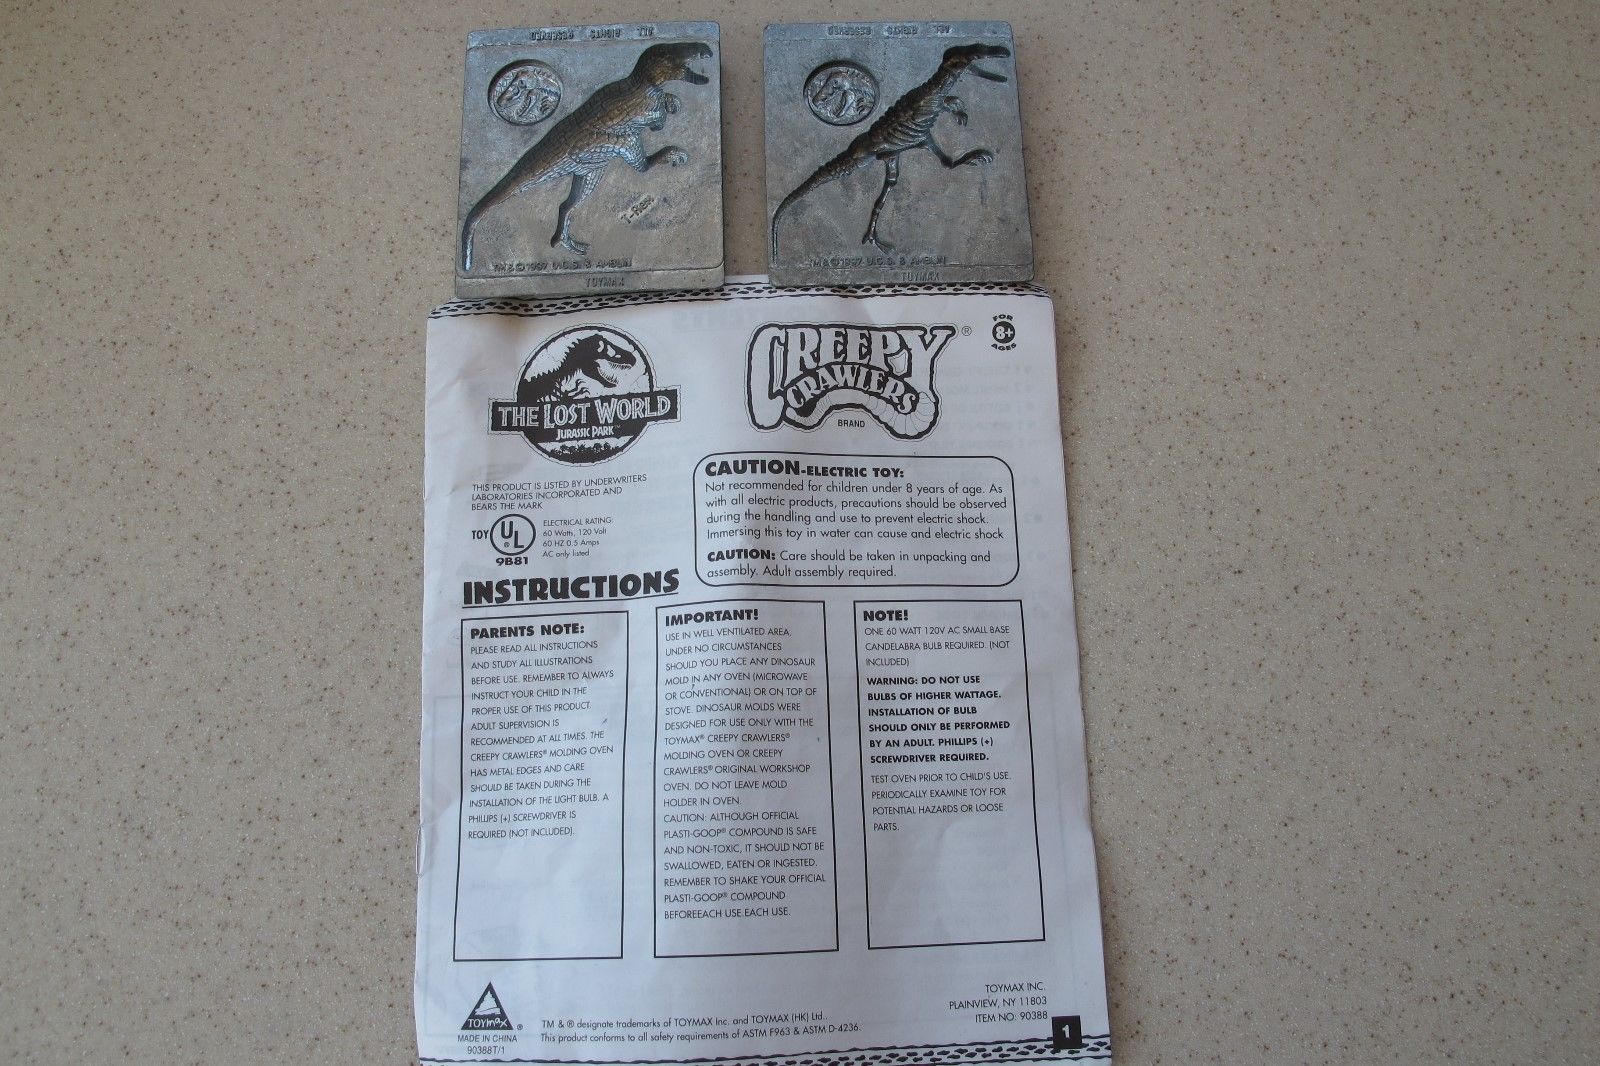 ALL RIGHTS RESERVED
T-Rex
TM & © 1997 U.C.S. & AMBLIN
TOYMAX
ALL RIGHTS RESERVED
TM & © 1997 U.C.S. & AMBLIN
TOYMAX
THE LOST WORLD
JURASSIC PARK™
CREEPY
CRAWLERS
®
BRAND
FOR
8+
AGES
THIS PRODUCT IS LISTED BY UNDERWRITERS
LABORATORIES INCORPORATED AND
BEARS THE MARK
TOY UL ®
9B81
ELECTRICAL RATING:
60 Watts, 120 Volt
60 HZ 0.5 Amps
AC only listed
CAUTION-ELECTRIC TOY:
Not recommended for children under 8 years of age. As
with all electric products, precautions should be observed
during the handling and use to prevent electric shock.
Immersing this toy in water can cause and electric shock
CAUTION: Care should be taken in unpacking and
assembly. Adult assembly required.
INSTRUCTIONS
PARENTS NOTE:
PLEASE READ ALL INSTRUCTIONS
AND STUDY ALL ILLUSTRATIONS
BEFORE USE. REMEMBER TO ALWAYS
INSTRUCT YOUR CHILD IN THE
PROPER USE OF THIS PRODUCT.
ADULT SUPERVISION IS
RECOMMENDED AT ALL TIMES. THE
CREEPY CRAWLERS® MOLDING OVEN
HAS METAL EDGES AND CARE
SHOULD BE TAKEN DURING THE
INSTALLATION OF THE LIGHT BULB. A
PHILLIPS (+) SCREWDRIVER IS
REQUIRED (NOT INCLUDED).
IMPORTANT!
USE IN WELL VENTILATED AREA.
UNDER NO CIRCUMSTANCES
SHOULD YOU PLACE ANY DINOSAUR
MOLD IN ANY OVEN (MICROWAVE
OR CONVENTIONAL) OR ON TOP OF
STOVE. DINOSAUR MOLDS WERE
DESIGNED FOR USE ONLY WITH THE
TOYMAX® CREEPY CRAWLERS®
MOLDING OVEN OR CREEPY
CRAWLERS® ORIGINAL WORKSHOP
OVEN. DO NOT LEAVE MOLD
HOLDER IN OVEN.
CAUTION: ALTHOUGH OFFICIAL
PLASTI-GOOP® COMPOUND IS SAFE
AND NON-TOXIC, IT SHOULD NOT BE
SWALLOWED, EATEN OR INGESTED.
REMEMBER TO SHAKE YOUR OFFICIAL
PLASTI-GOOP® COMPOUND
BEFOREEACH USE.EACH USE.
NOTE!
ONE 60 WATT 120V AC SMALL BASE
CANDELABRA BULB REQUIRED. (NOT
INCLUDED)
WARNING: DO NOT USE
BULBS OF HIGHER WATTAGE.
INSTALLATION OF BULB
SHOULD ONLY BE PERFORMED
BY AN ADULT. PHILLIPS (+)
SCREWDRIVER REQUIRED.
TEST OVEN PRIOR TO CHILD'S USE.
PERIODICALLY EXAMINE TOY FOR
POTENTIAL HAZARDS OR LOOSE
PARTS.
TOYmax ®
MADE IN CHINA
90388T/1
TM & ® designate trademarks of TOYMAX Inc. and TOYMAX (HK) Ltd..
This product conforms to all safety requirements of ASTM F963 & ASTM D-4236.
TOYMAX INC.
PLAINVIEW, NY 11803
ITEM NO: 90388
1